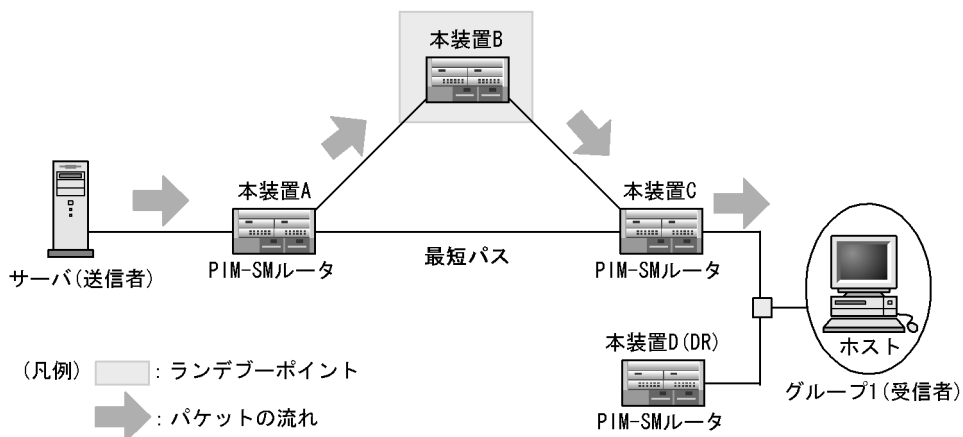 本装置B
本装置A
本装置C
サーバ(送信者)
PIM-SMルータ
最短パス
PIM-SMルータ
ホスト
グループ1(受信者)
本装置D(DR)
PIM-SMルータ
(凡例)
:ランデブーポイント
:パケットの流れ